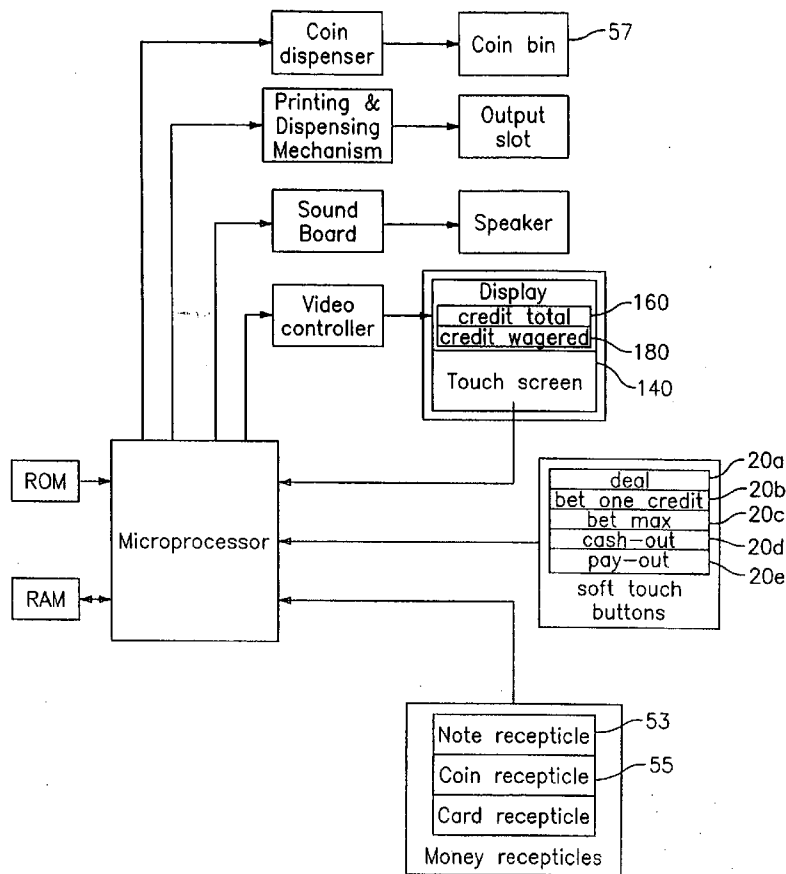 Coin
dispenser
Coin bin
57
Printing &
Dispensing
Mechanism
Output
slot
Sound
Board
Speaker
Video
controller
Display
credit total
credit wagered
Touch screen
160
180
140
ROM
RAM
Microprocessor
deal
bet one credit
bet max
cash-out
pay-out
soft touch
buttons
20a
20b
20c
20d
20e
Note recepticle
Coin recepticle
Card recepticle
Money recepticles
53
55